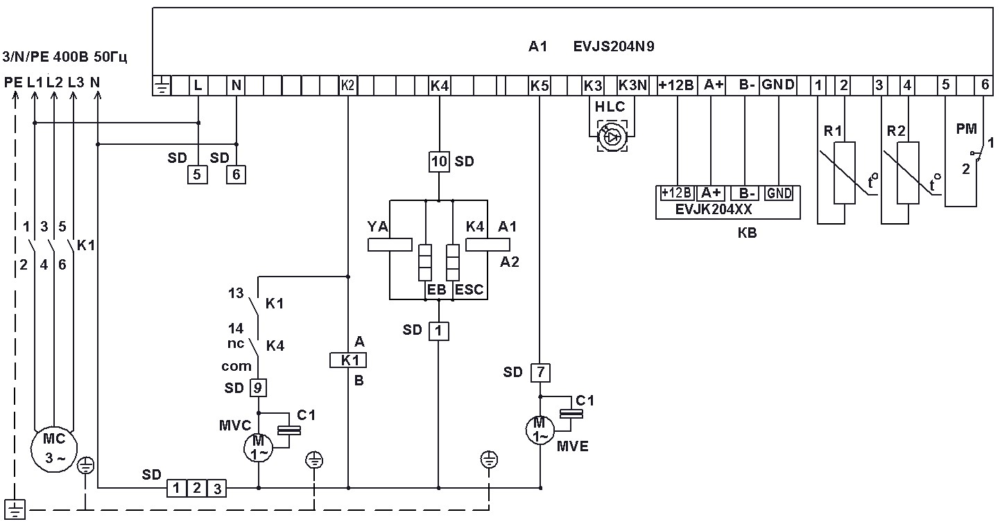 A1 EVJS204N9
3/N/PE 400В 50Гц
PE L1 L2 L3 N
L N K2 K4 K5 K3 K3N +12В A+ B- GND 1 2 3 4 5 6
HLC
R1 R2 PM 1
2
t° t°
SD 5 SD 6
10 SD
+12В A+ B- GND
EVJK204XX
КВ
1 3 5 K1
2 4 6
YA K4 A1
A2
EB ESC
13 K1
14
nc K4
com
A
K1
B
SD 1
SD 9
SD 7
C1
MVC M 1~
C1
M 1~ MVE
MC
3 ~
SD 1 2 3